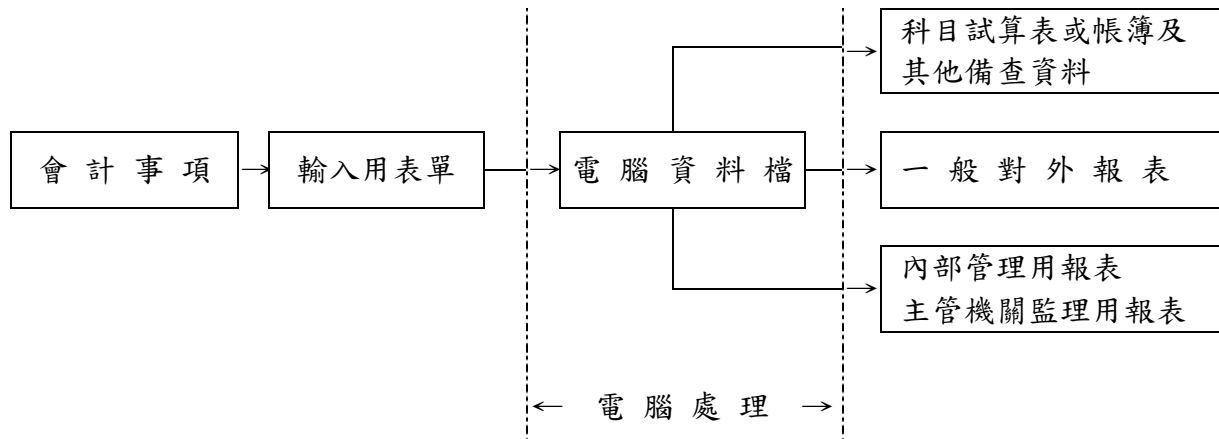 科目試算表或帳簿及
其他備查資料
會計事項
輸入用表單
電腦資料檔
一般對外報表
內部管理用報表
主管機關監理用報表
電腦處理